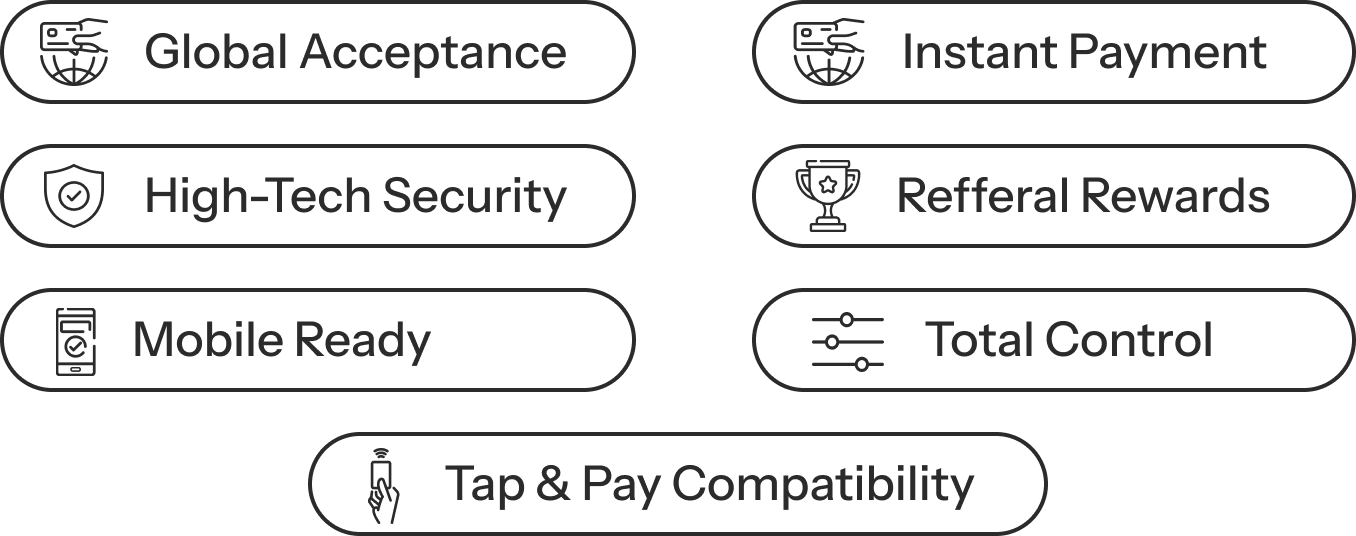 Global Acceptance
Instant Payment
High-Tech Security
Refferal Rewards
Mobile Ready
Total Control
Tap & Pay Compatibility